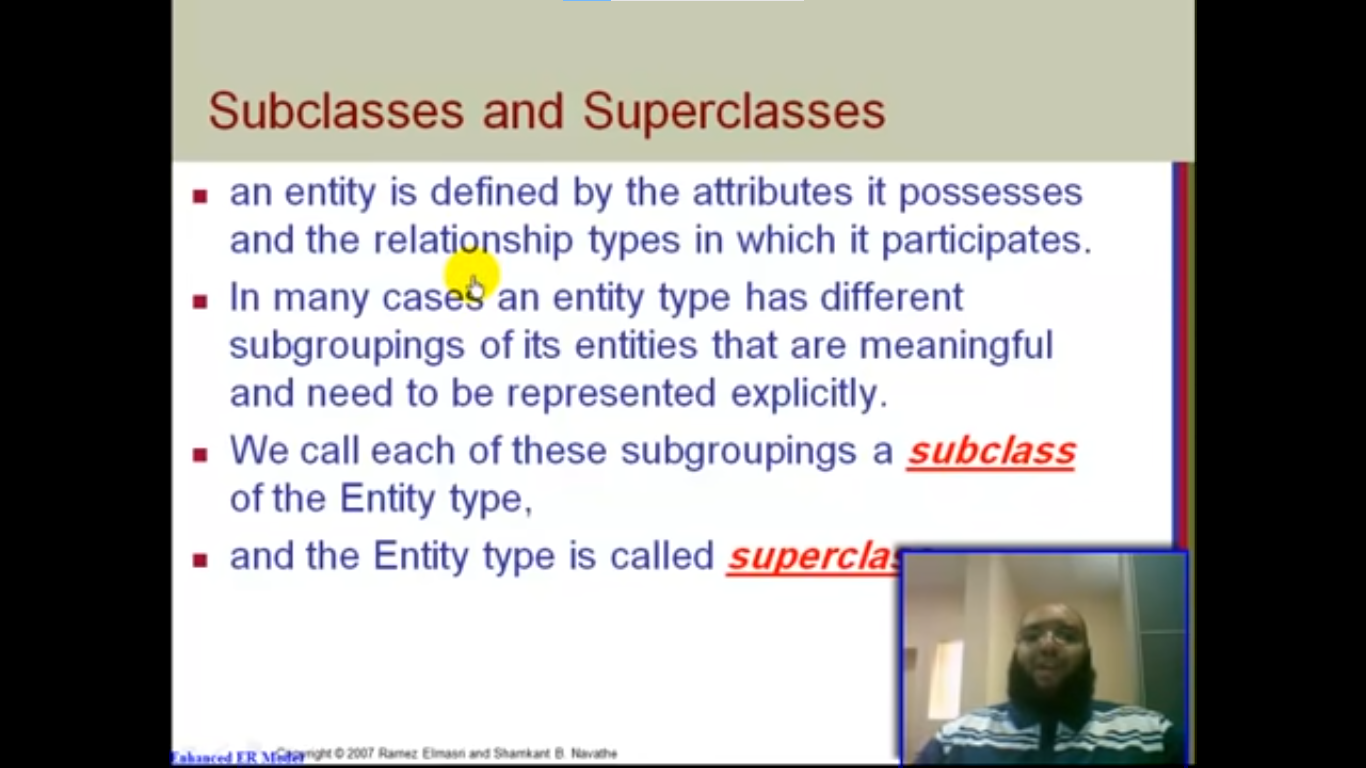 Subclasses and Superclasses
an entity is defined by the attributes it possesses
and the relationship types in which it participates.
In many cases an entity type has different
subgroupings of its entities that are meaningful
and need to be represented explicitly.
We call each of these subgroupings a subclass
of the Entity type,
and the Entity type is called
Enhanced ER Model
Copyright © 2007 Ramez Elmasri and Shamkant B. Navathe